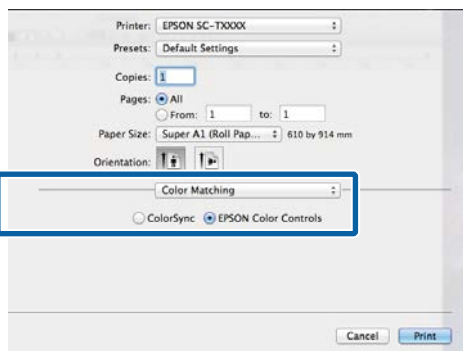 Printer: EPSON SC-TXXXX
Presets: Default Settings
Copies: 1
Pages: All
From: 1 to: 1
Paper Size: Super A1 (Roll Pap... 610 by 914 mm
Orientation:
Color Matching
ColorSync EPSON Color Controls
Cancel Print